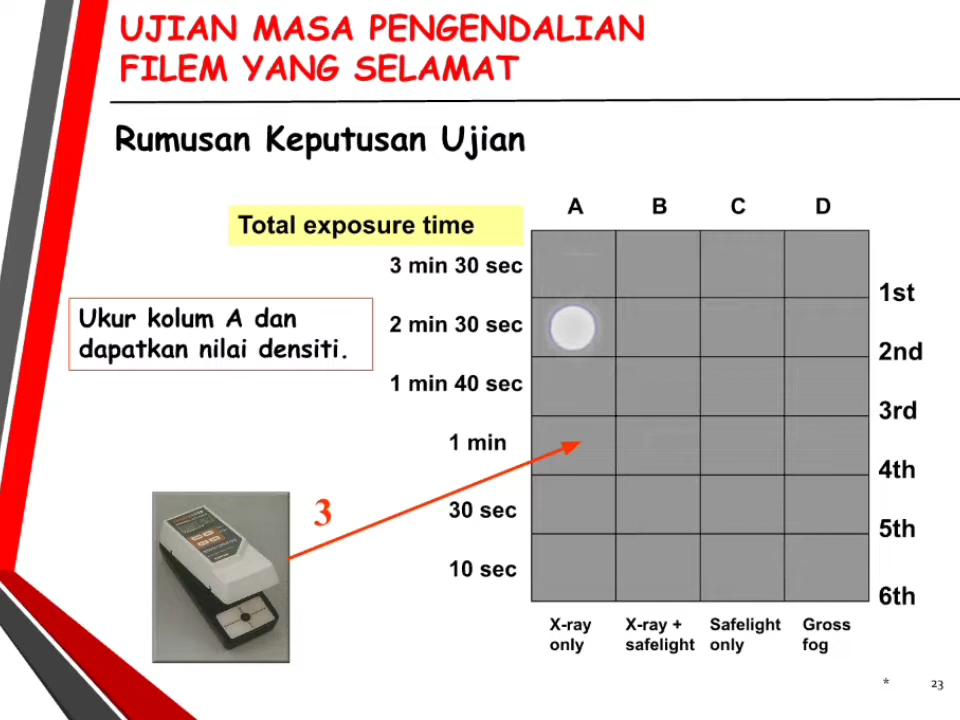 UJIAN MASA PENGENDALIAN
FILEM YANG SELAMAT
Rumusan Keputusan Ujian
A B C D
Total exposure time
3 min 30 sec
1st
Ukur kolum A dan
dapatkan nilai densiti.
2 min 30 sec
2nd
1 min 40 sec
3rd
1 min
4th
3
30 sec
5th
10 sec
6th
X-ray
only
X-ray +
safelight
Safelight
only
Gross
fog
*
23